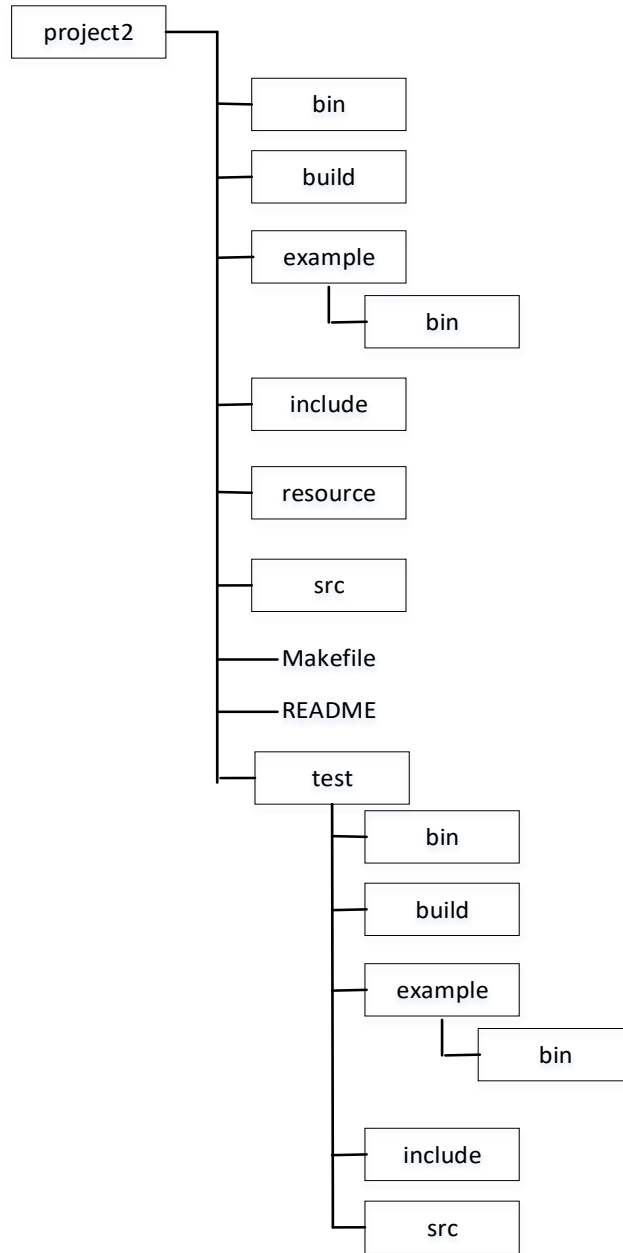 project2
bin
build
example
bin
include
resource
src
Makefile
README
test
bin
build
example
bin
include
src